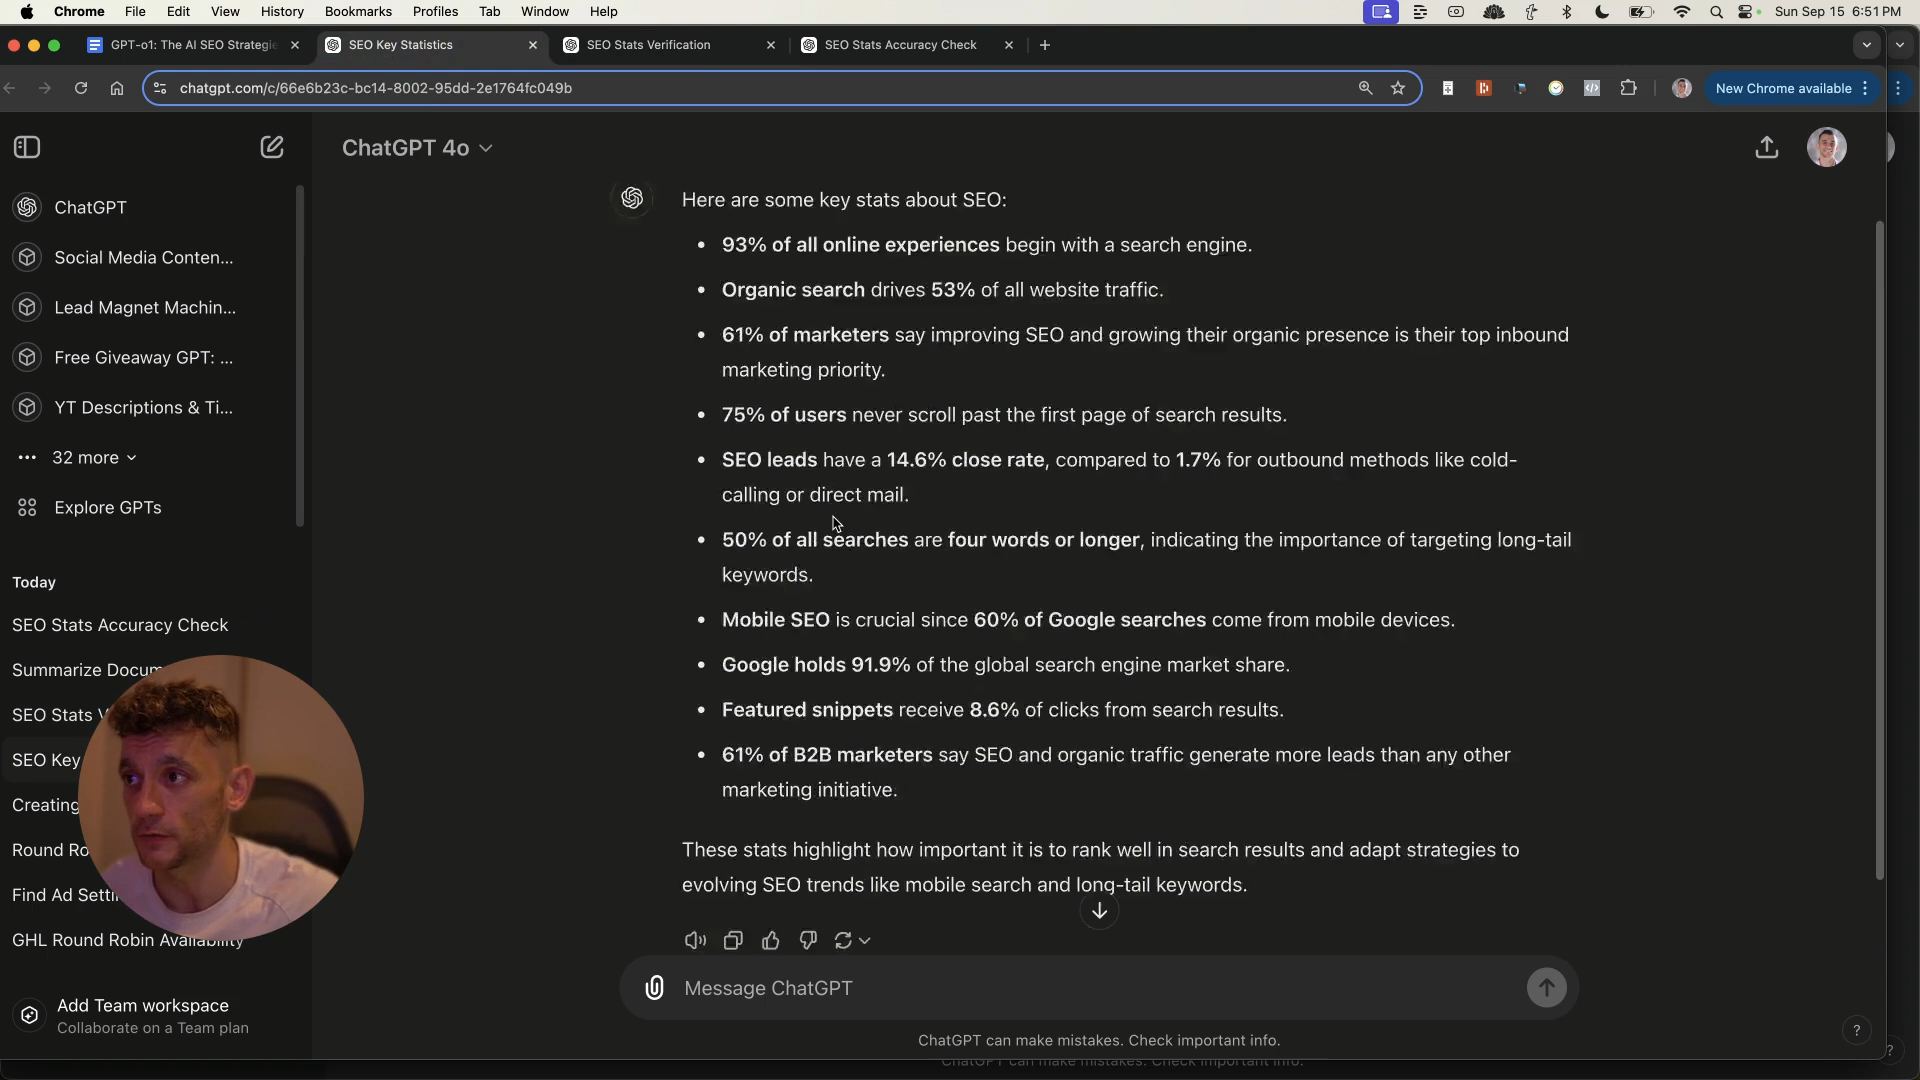 Chrome File Edit View History Bookmarks Profiles Tab Window Help Sun Sep 15 6:51 PM
GPT-o1: The AI SEO Strategi SEO Key Statistics SEO Stats Verification SEO Stats Accuracy Check
chatgpt.com/c/66e6b23c-bc14-8002-95dd-2e1764fc049b New Chrome available
ChatGPT 4o
ChatGPT
Social Media Conten...
Lead Magnet Machin...
Free Giveaway GPT: ...
YT Descriptions & Ti...
32 more
Explore GPTs
Today
SEO Stats Accuracy Check
Summarize Docum
SEO Stats V
SEO Key
Creating
Round Ro
Find Ad Setti
GHL Round Robin Availability
Add Team workspace
Collaborate on a Team plan
Here are some key stats about SEO:
• 93% of all online experiences begin with a search engine.
• Organic search drives 53% of all website traffic.
• 61% of marketers say improving SEO and growing their organic presence is their top inbound
marketing priority.
• 75% of users never scroll past the first page of search results.
• SEO leads have a 14.6% close rate, compared to 1.7% for outbound methods like cold-
calling or direct mail.
• 50% of all searches are four words or longer, indicating the importance of targeting long-tail
keywords.
• Mobile SEO is crucial since 60% of Google searches come from mobile devices.
• Google holds 91.9% of the global search engine market share.
• Featured snippets receive 8.6% of clicks from search results.
• 61% of B2B marketers say SEO and organic traffic generate more leads than any other
marketing initiative.
These stats highlight how important it is to rank well in search results and adapt strategies to
evolving SEO trends like mobile search and long-tail keywords.
Message ChatGPT
ChatGPT can make mistakes. Check important info.
?
ChatGPT can make mistakes. Check important info.
?